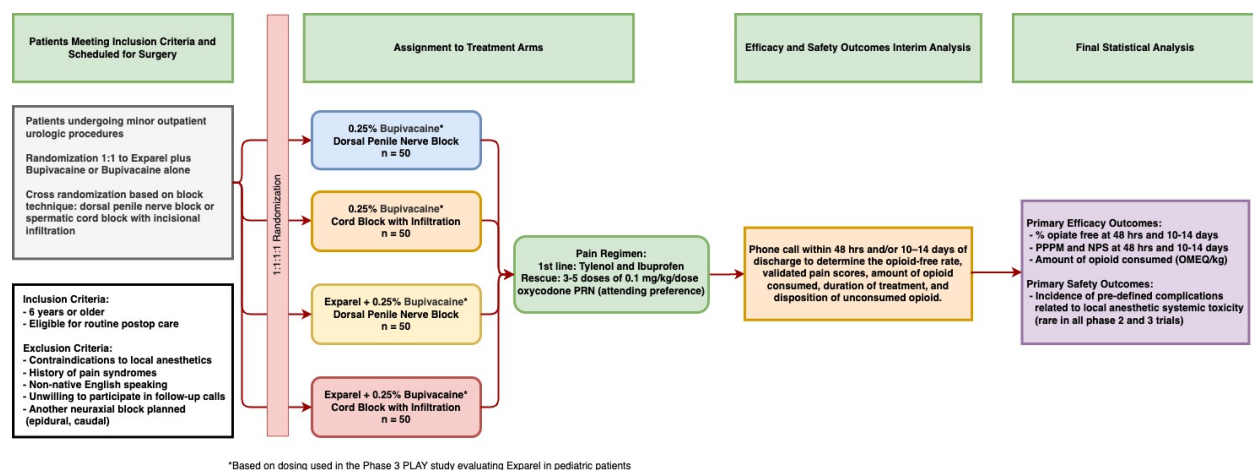 Patients Meeting Inclusion Criteria and
Scheduled for Surgery
Assignment to Treatment Arms
Efficacy and Safety Outcomes Interim Analysis
Final Statistical Analysis
Patients undergoing minor outpatient
urologic procedures
Randomization 1:1 to Exparel plus
Bupivacaine or Bupivacaine alone
Cross randomization based on block
technique: dorsal penile nerve block or
spermatic cord block with incisional
infiltration
Inclusion Criteria:
- 6 years or older
- Eligible for routine postop care
Exclusion Criteria:
- Contraindications to local anesthetics
- History of pain syndromes
- Non-native English speaking
- Unwilling to participate in follow-up calls
- Another neuraxial block planned
(epidural, caudal)
1:1:1:1 Randomization
0.25% Bupivacaine*
Dorsal Penile Nerve Block
n = 50
0.25% Bupivacaine*
Cord Block with Infiltration
n = 50
Exparel + 0.25% Bupivacaine*
Dorsal Penile Nerve Block
n = 50
Exparel + 0.25% Bupivacaine*
Cord Block with Infiltration
n = 50
Pain Regimen:
1st line: Tylenol and Ibuprofen
Rescue: 3-5 doses of 0.1 mg/kg/dose
oxycodone PRN (attending preference)
Phone call within 48 hrs and/or 10–14 days of
discharge to determine the opioid-free rate,
validated pain scores, amount of opioid
consumed, duration of treatment, and
disposition of unconsumed opioid.
Primary Efficacy Outcomes:
- % opiate free at 48 hrs and 10-14 days
- PPPM and NPS at 48 hrs and 10-14 days
- Amount of opioid consumed (OMEQ/kg)
Primary Safety Outcomes:
- Incidence of pre-defined complications
related to local anesthetic systemic toxicity
(rare in all phase 2 and 3 trials)
*Based on dosing used in the Phase 3 PLAY study evaluating Exparel in pediatric patients